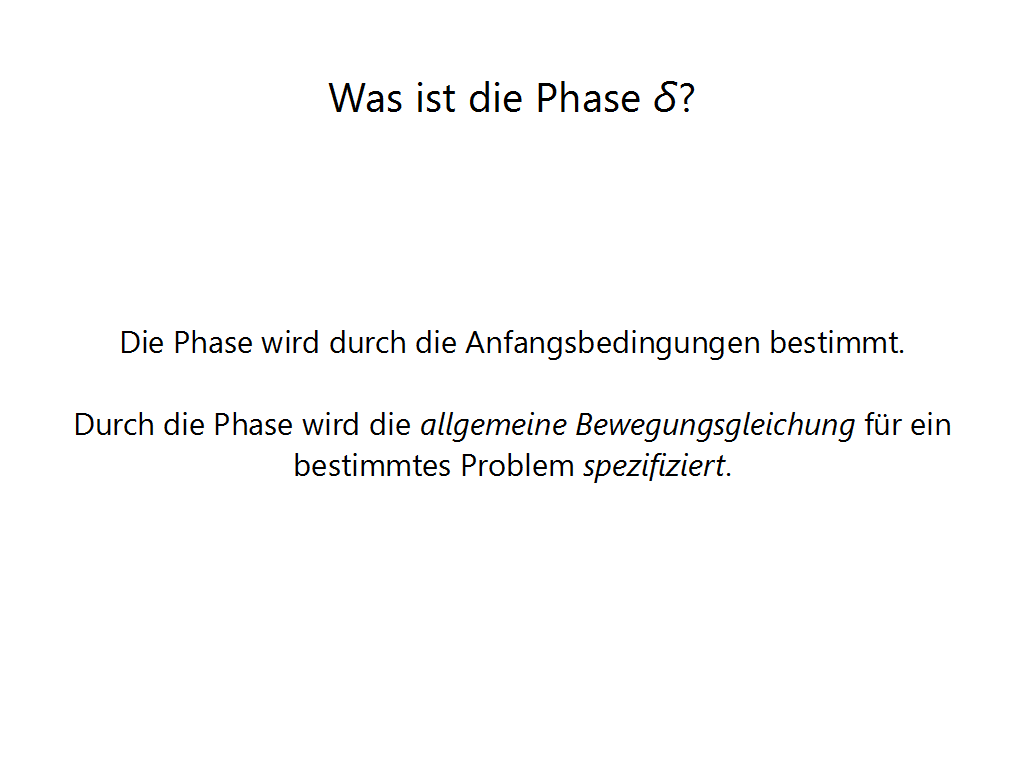 Was ist die Phase δ?
Die Phase wird durch die Anfangsbedingungen bestimmt.
Durch die Phase wird die allgemeine Bewegungsgleichung für ein
bestimmtes Problem spezifiziert.